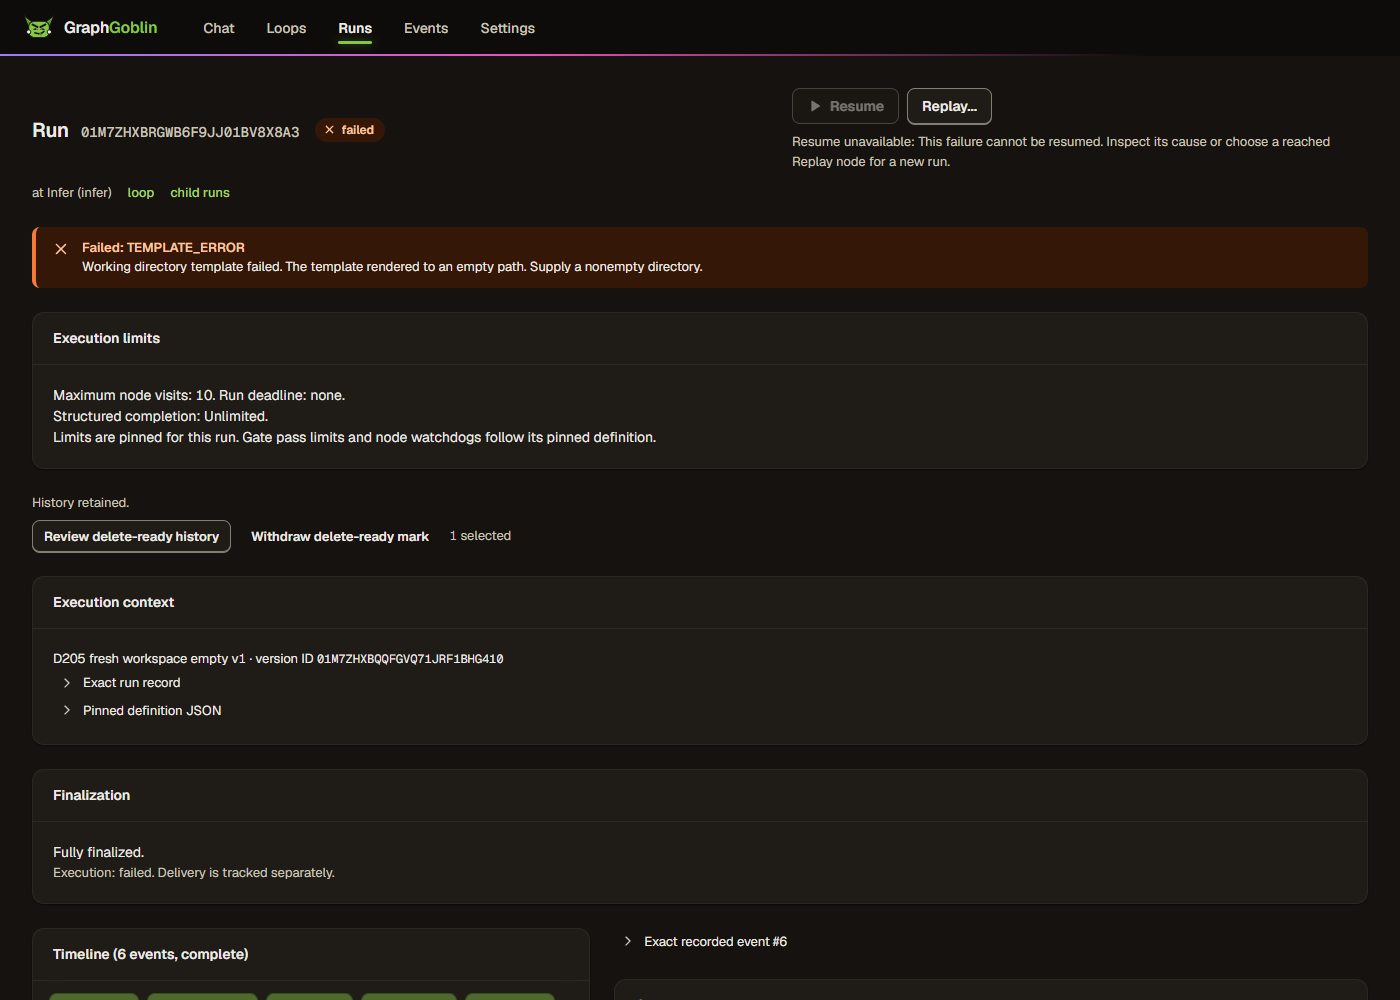 GraphGoblin
Chat
Loops
Runs
Events
Settings
Run 01M7ZHXBRGWB6F9JJ01BV8X8A3 failed
Resume
Replay...
Resume unavailable: This failure cannot be resumed. Inspect its cause or choose a reached
Replay node for a new run.
at Infer (infer) loop child runs
Failed: TEMPLATE_ERROR
Working directory template failed. The template rendered to an empty path. Supply a nonempty directory.
Execution limits
Maximum node visits: 10. Run deadline: none.
Structured completion: Unlimited.
Limits are pinned for this run. Gate pass limits and node watchdogs follow its pinned definition.
History retained.
Review delete-ready history
Withdraw delete-ready mark
1 selected
Execution context
D205 fresh workspace empty v1 · version ID 01M7ZHXBQQFGVQ71JRF1BHG410
Exact run record
Pinned definition JSON
Finalization
Fully finalized.
Execution: failed. Delivery is tracked separately.
Timeline (6 events, complete)
Exact recorded event #6